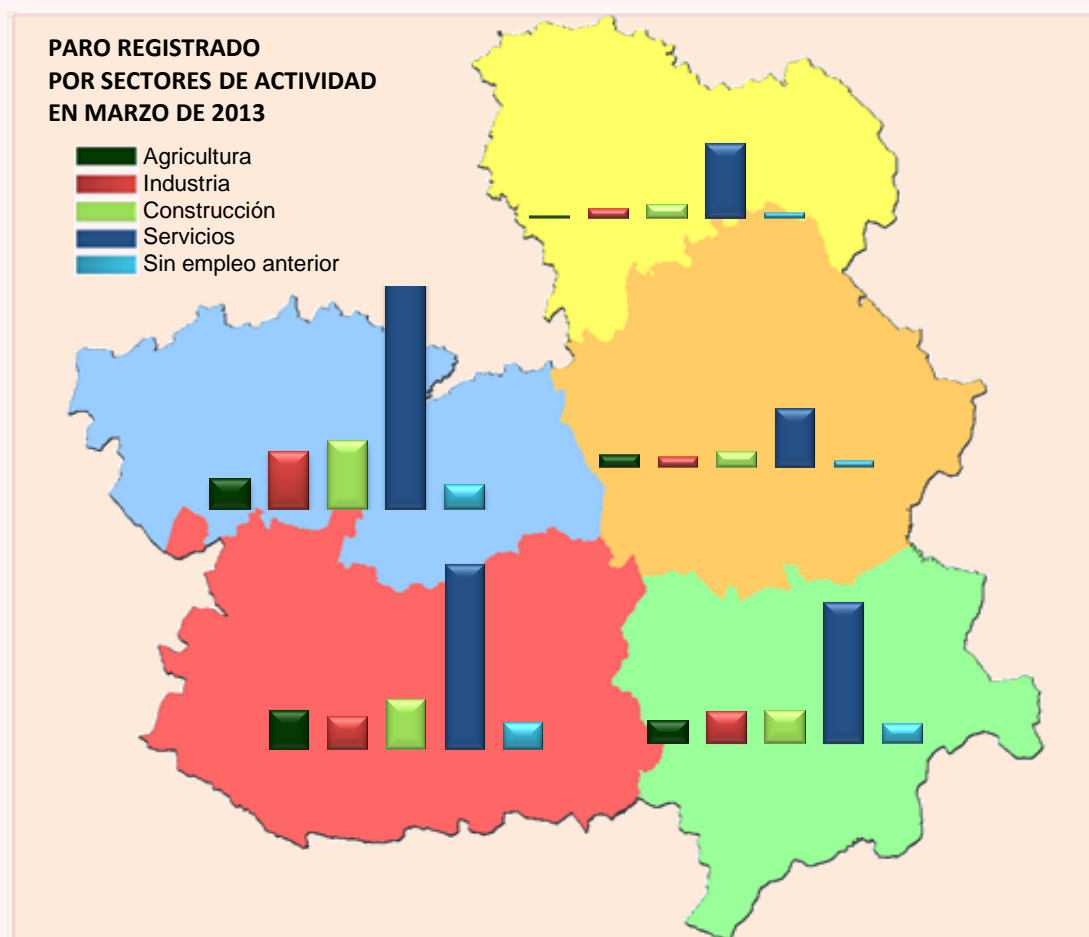 PARO REGISTRADO
POR SECTORES DE ACTIVIDAD
EN MARZO DE 2013
Agricultura
Industria
Construcción
Servicios
Sin empleo anterior